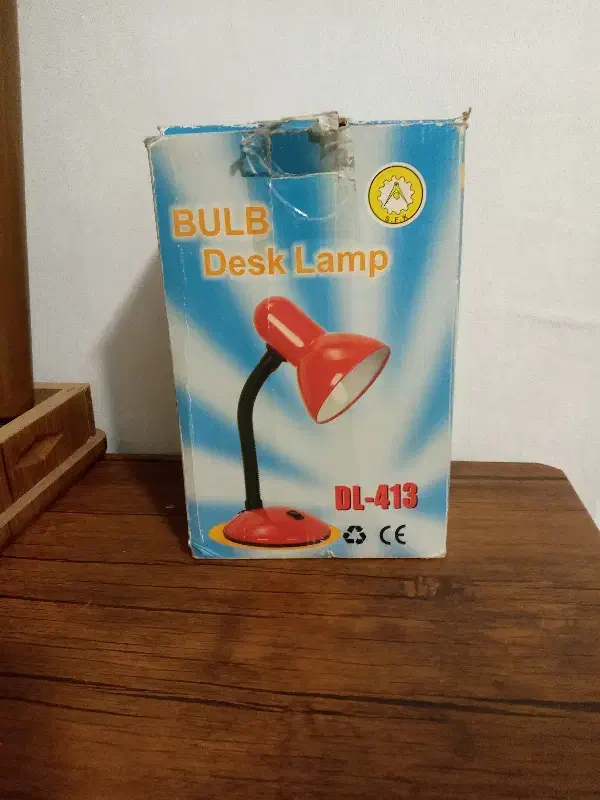 BULB
Desk Lamp
S.F.K
DL-413
CE